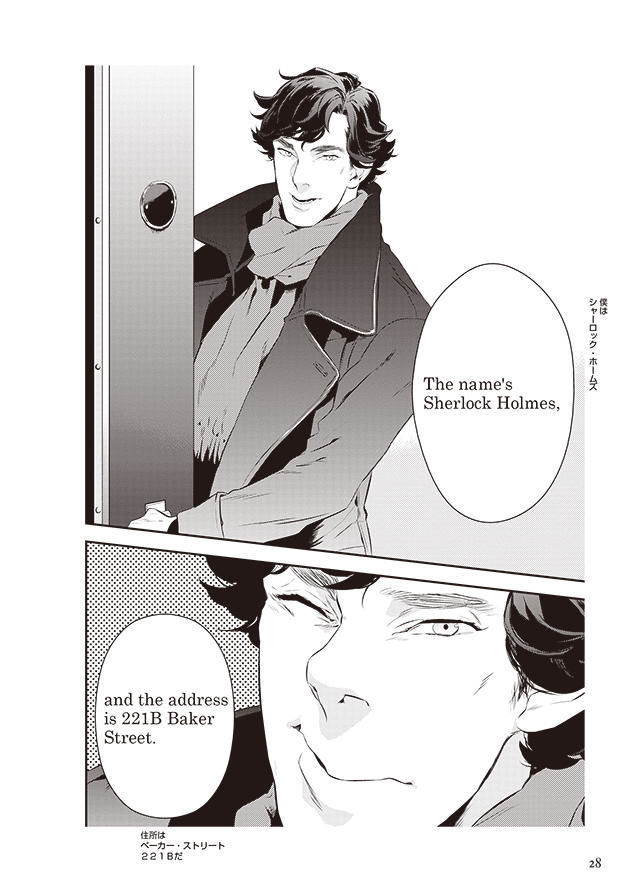 The name's
Sherlock Holmes,
僕は
シャーロック・ホームズ
and the address
is 221B Baker
Street.
住所は
ベーカー・ストリート
２２１Ｂだ
28